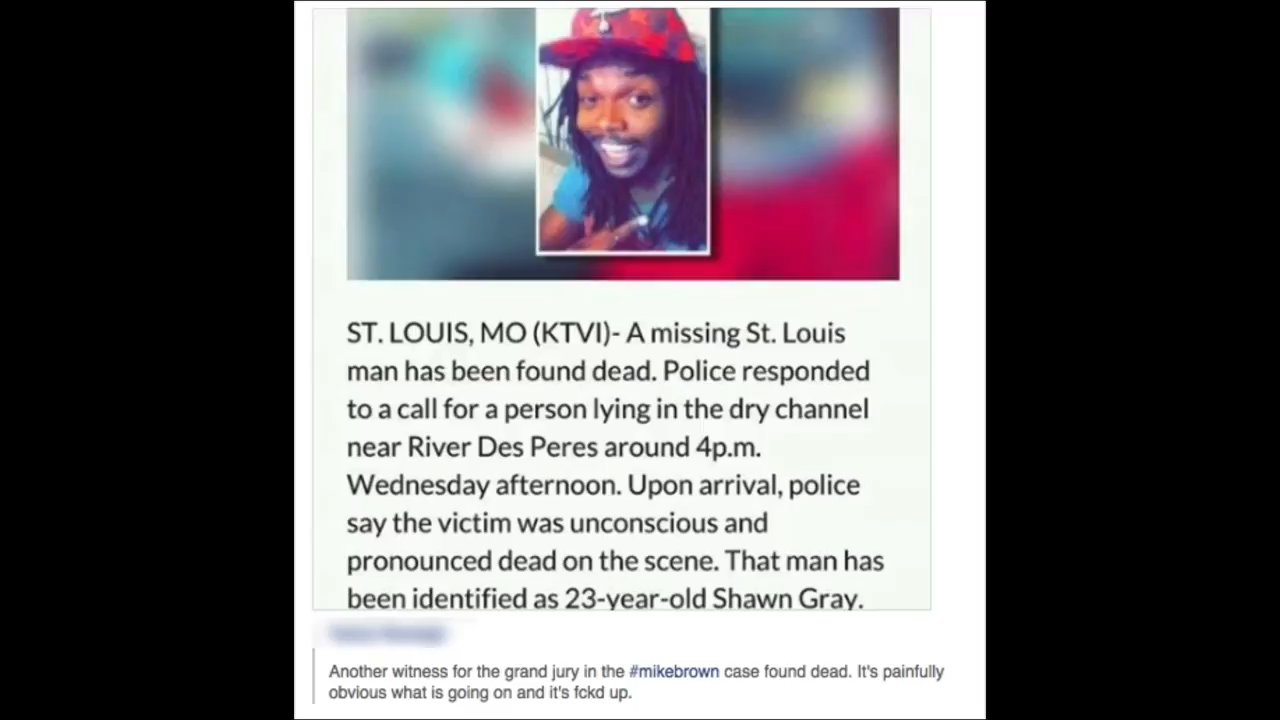 ST. LOUIS, MO (KTVI)- A missing St. Louis
man has been found dead. Police responded
to a call for a person lying in the dry channel
near River Des Peres around 4p.m.
Wednesday afternoon. Upon arrival, police
say the victim was unconscious and
pronounced dead on the scene. That man has
been identified as 23-year-old Shawn Gray.
Another witness for the grand jury in the #mikebrown case found dead. It's painfully
obvious what is going on and it's fckd up.